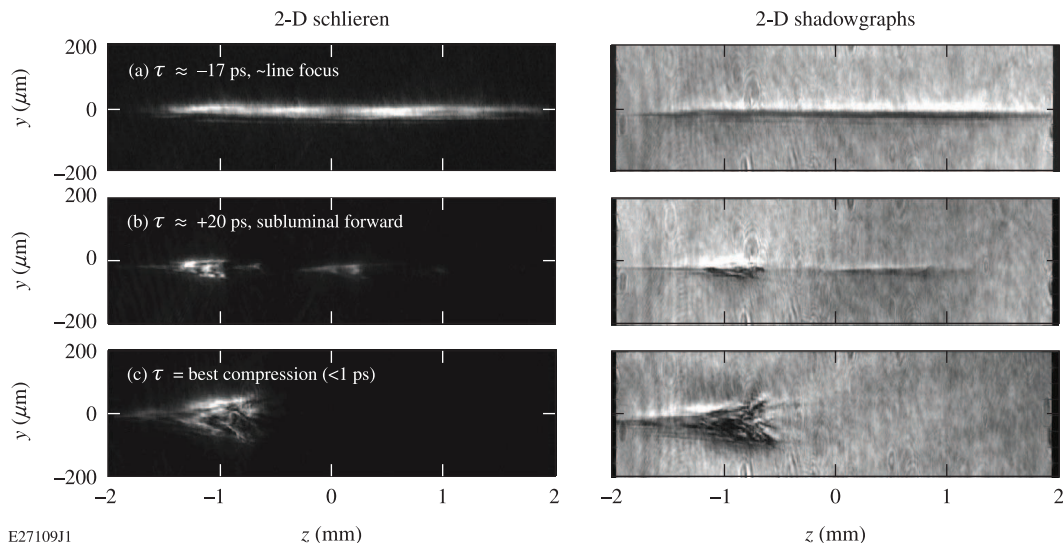 2-D schlieren
2-D shadowgraphs
200
0
−200
y (μm)
(a) τ ≈ −17 ps, ~line focus
200
0
−200
y (μm)
(b) τ ≈ +20 ps, subluminal forward
200
0
−200
y (μm)
(c) τ = best compression (<1 ps)
−2 −1 0 1 2
−2 −1 0 1 2
z (mm)
z (mm)
E27109J1